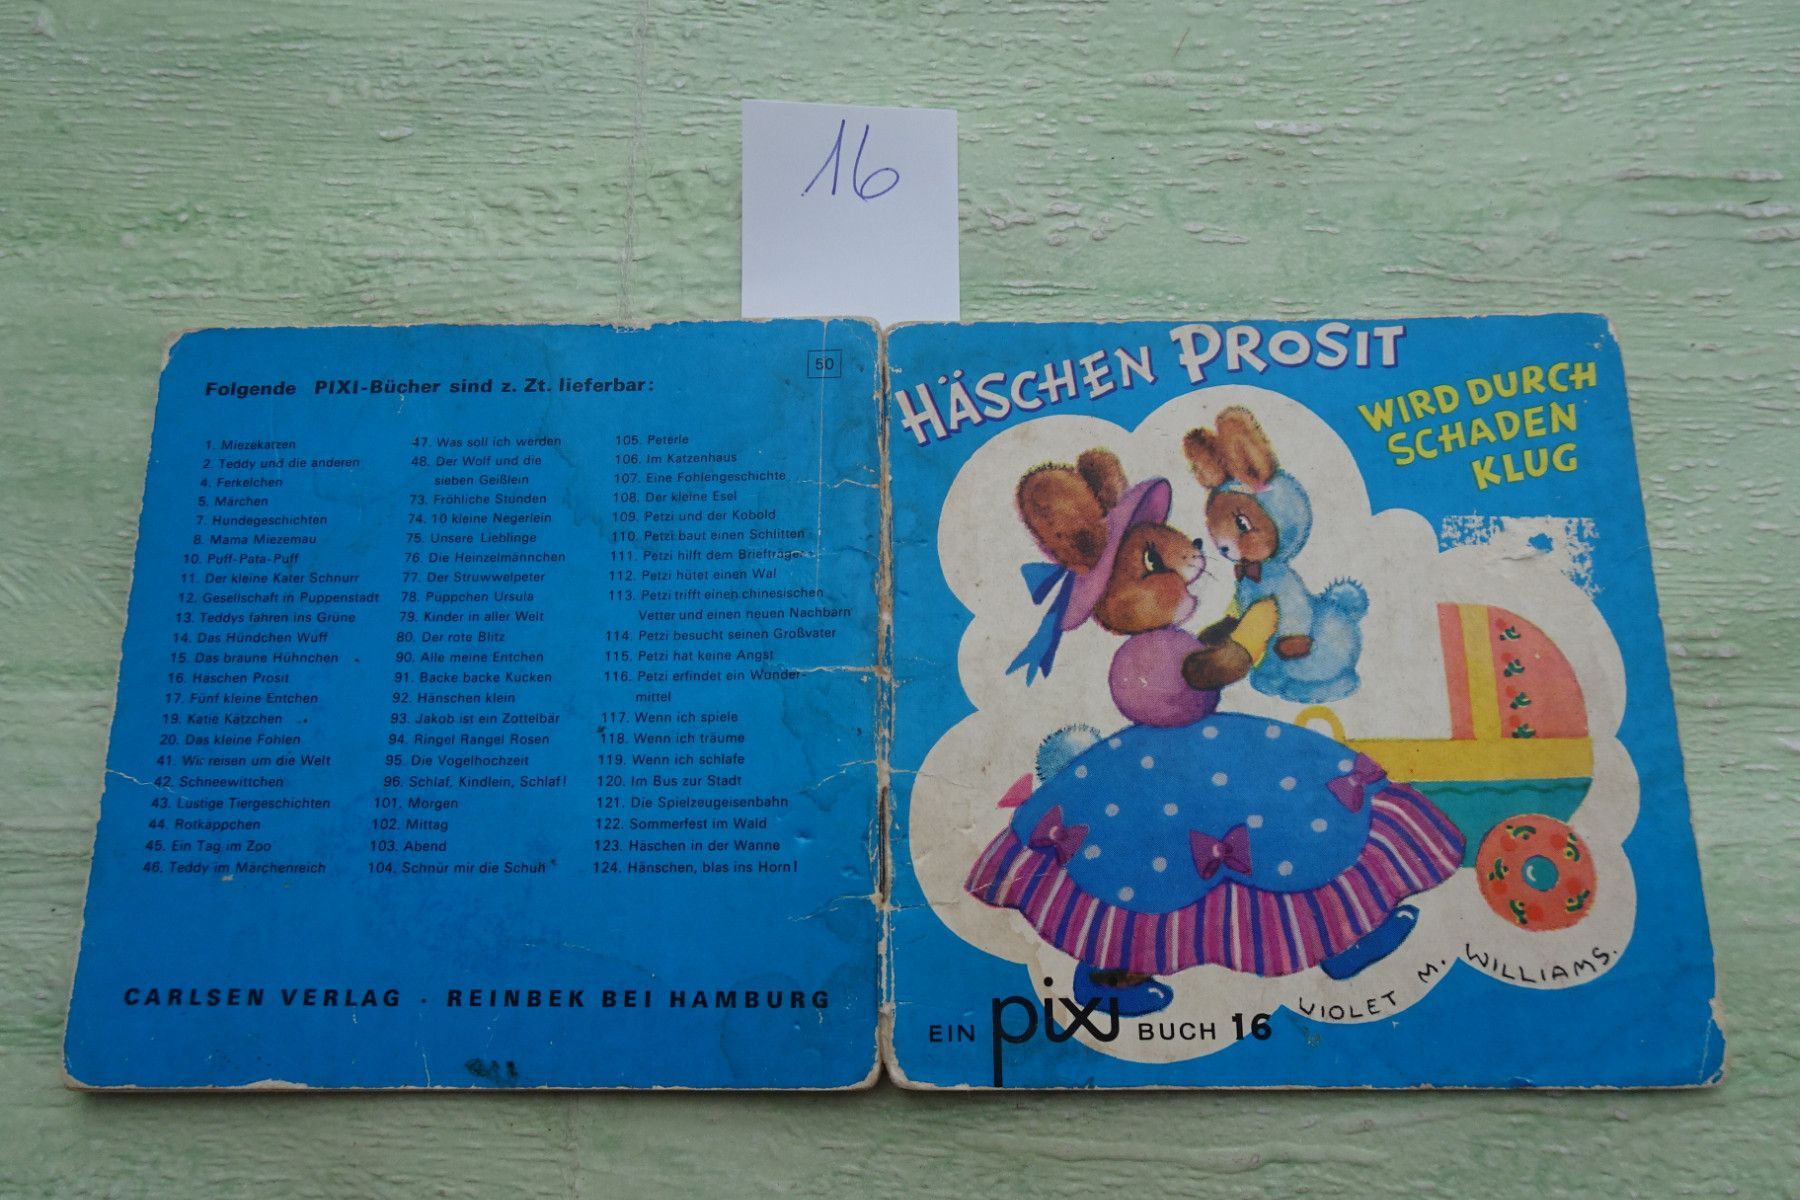 16
Folgende PIXI-Bücher sind z. Zt. lieferbar:
50
1. Miezekatzen
2. Teddy und die anderen
4. Ferkelchen
5. Märchen
7. Hundegeschichten
8. Mama Miezemau
10. Puff-Pata-Puff
11. Der kleine Kater Schnurr
12. Gesellschaft in Puppenstadt
13. Teddys fahren ins Grüne
14. Das Hündchen Wuff
15. Das braune Hühnchen
16. Häschen Prosit
17. Fünf kleine Entchen
19. Katie Kätzchen
20. Das kleine Fohlen
41. Wir reisen um die Welt
42. Schneewittchen
43. Lustige Tiergeschichten
44. Rotkäppchen
45. Ein Tag im Zoo
46. Teddy im Märchenreich
47. Was soll ich werden
48. Der Wolf und die
sieben Geißlein
73. Fröhliche Stunden
74. 10 kleine Negerlein
75. Unsere Lieblinge
76. Die Heinzelmännchen
77. Der Struwwelpeter
78. Püppchen Ursula
79. Kinder in aller Welt
80. Der rote Blitz
90. Alle meine Entchen
91. Backe backe Kucken
92. Hänschen klein
93. Jakob ist ein Zottelbär
94. Ringel Rangel Rosen
95. Die Vogelhochzeit
96. Schlaf, Kindlein, Schlaf!
101. Morgen
102. Mittag
103. Abend
104. Schnür mir die Schuh
105. Peterle
106. Im Katzenhaus
107. Eine Fohlengeschichte
108. Der kleine Esel
109. Petzi und der Kobold
110. Petzi baut einen Schlitten
111. Petzi hilft dem Briefträger
112. Petzi hütet einen Wal
113. Petzi trifft einen chinesischen
Vetter und einen neuen Nachbarn
114. Petzi besucht seinen Großvater
115. Petzi hat keine Angst
116. Petzi erfindet ein Wunder-
mittel
117. Wenn ich spiele
118. Wenn ich träume
119. Wenn ich schlafe
120. Im Bus zur Stadt
121. Die Spielzeugeisenbahn
122. Sommerfest im Wald
123. Häschen in der Wanne
124. Hänschen, blas ins Horn!
CARLSEN VERLAG · REINBEK BEI HAMBURG
HÄSCHEN PROSIT
WIRD DURCH
SCHADEN
KLUG
VIOLET M. WILLIAMS.
EIN pixi BUCH 16